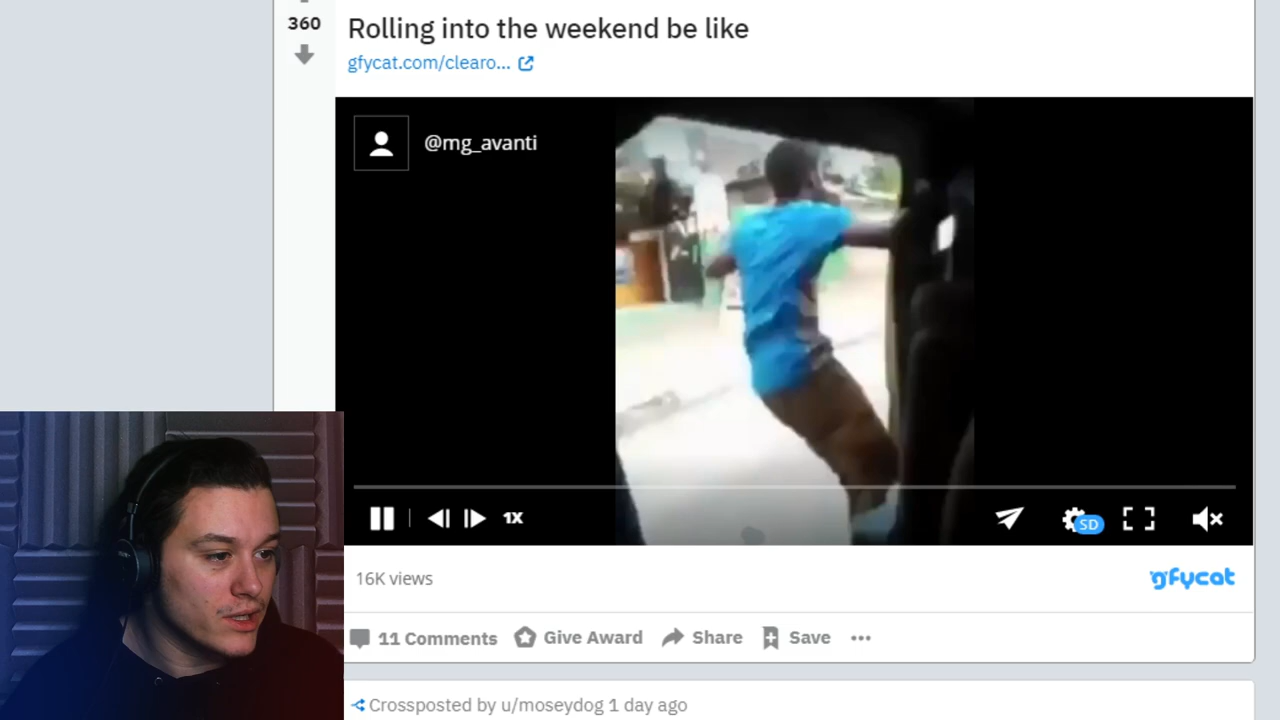 360
Rolling into the weekend be like
gfycat.com/clearo...
@mg_avanti
1X
SD
16K views
gfycat
11 Comments
Give Award
Share
Save
Crossposted by u/moseydog 1 day ago